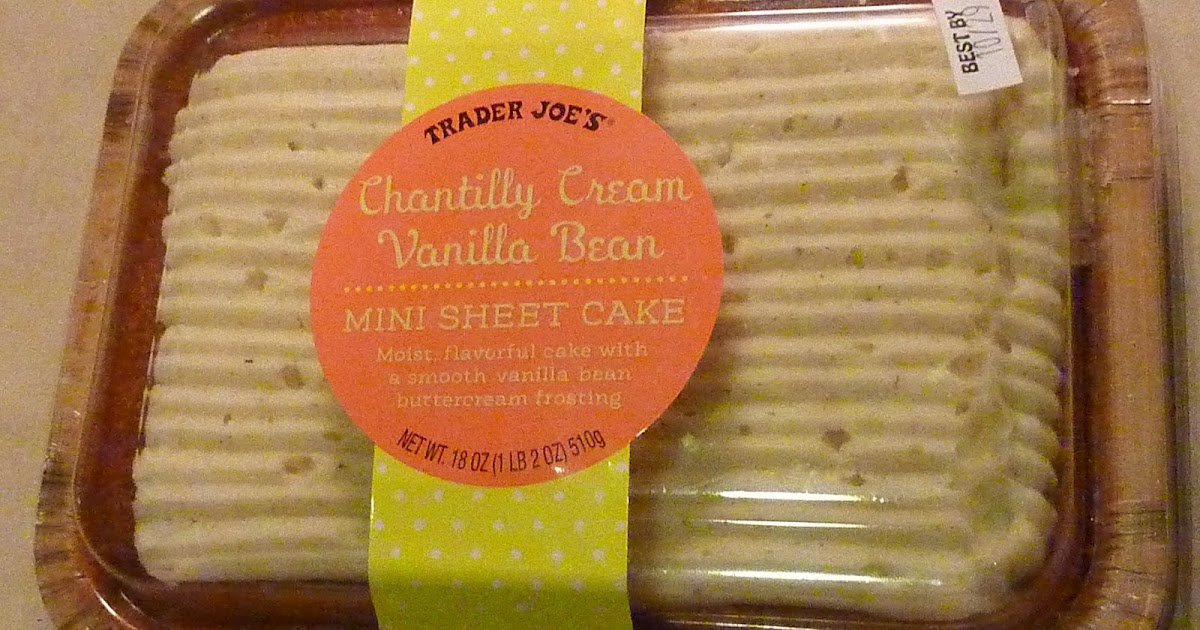 TRADER JOE'S®
Chantilly Cream
Vanilla Bean
MINI SHEET CAKE
Moist, flavorful cake with
a smooth vanilla bean
buttercream frosting
NET WT. 18 OZ (1 LB 2 OZ) 510g
BEST BY
10/29